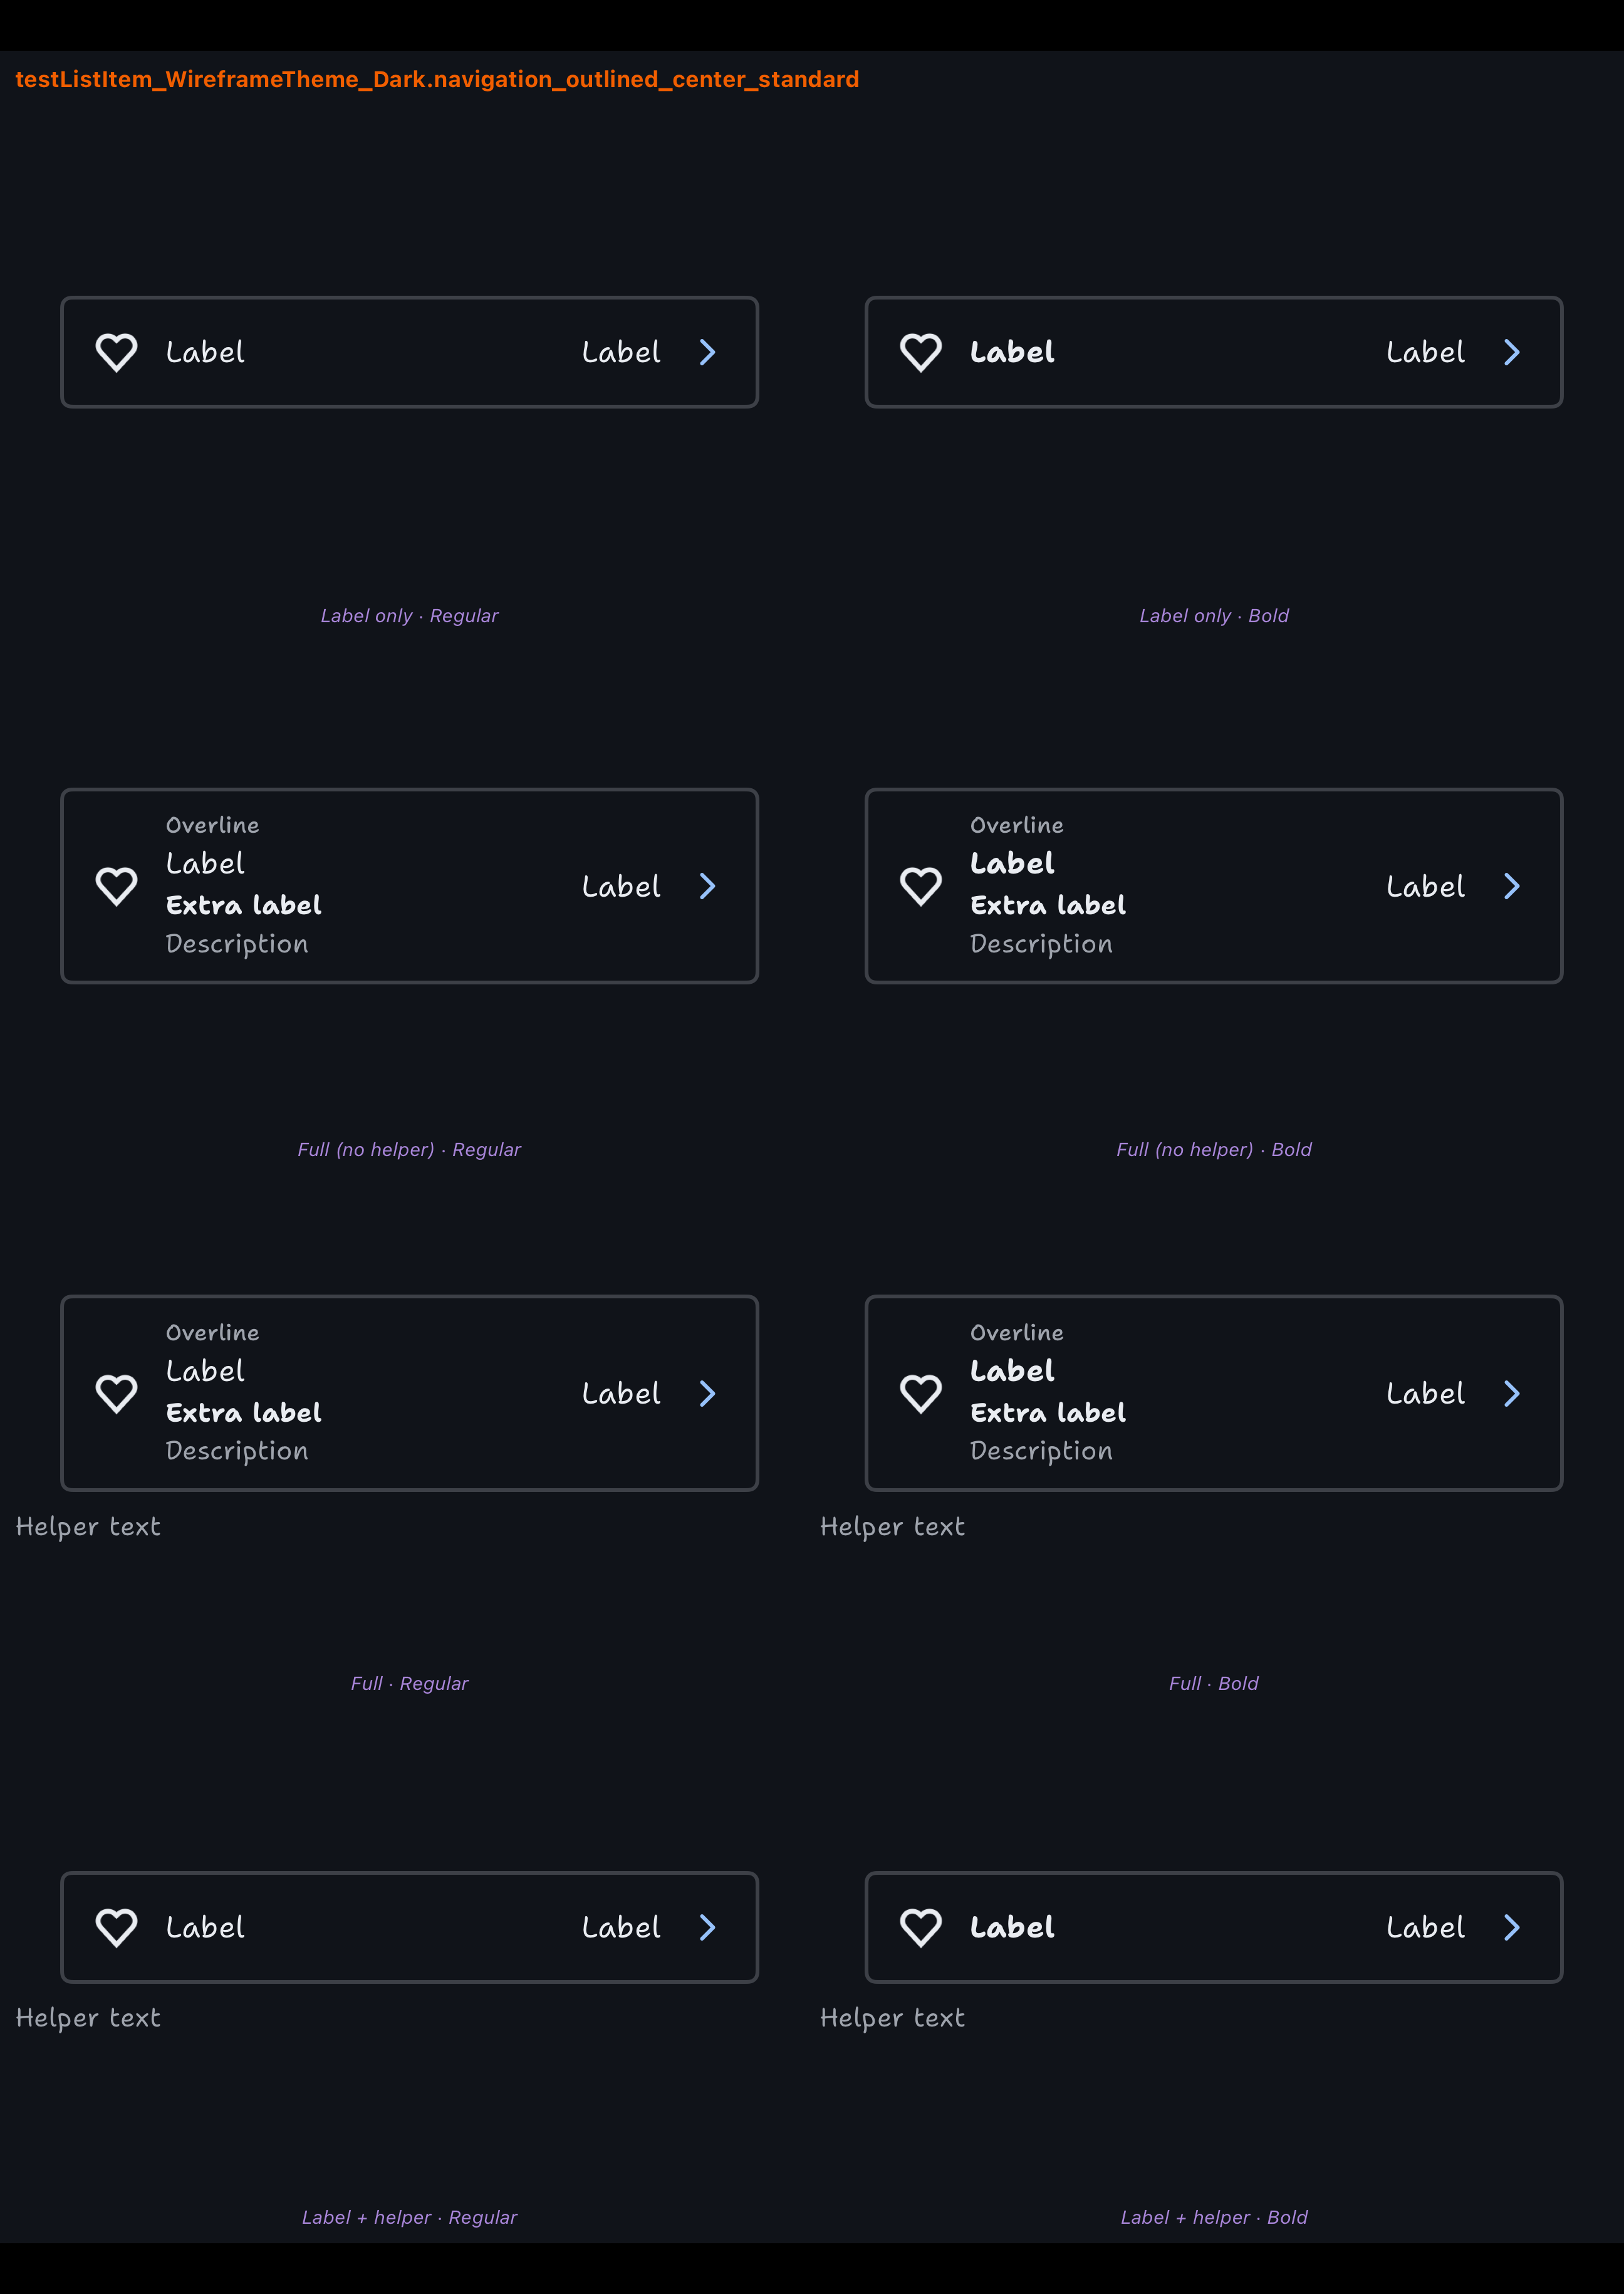 testListItem_WireframeTheme_Dark.navigation_outlined_center_standard
Label Label
Label Label
Label only · Regular
Label only · Bold
Overline
Label
Extra label
Description
Label
Overline
Label
Extra label
Description
Label
Full (no helper) · Regular
Full (no helper) · Bold
Overline
Label
Extra label
Description
Label
Helper text
Overline
Label
Extra label
Description
Label
Helper text
Full · Regular
Full · Bold
Label Label
Helper text
Label Label
Helper text
Label + helper · Regular
Label + helper · Bold